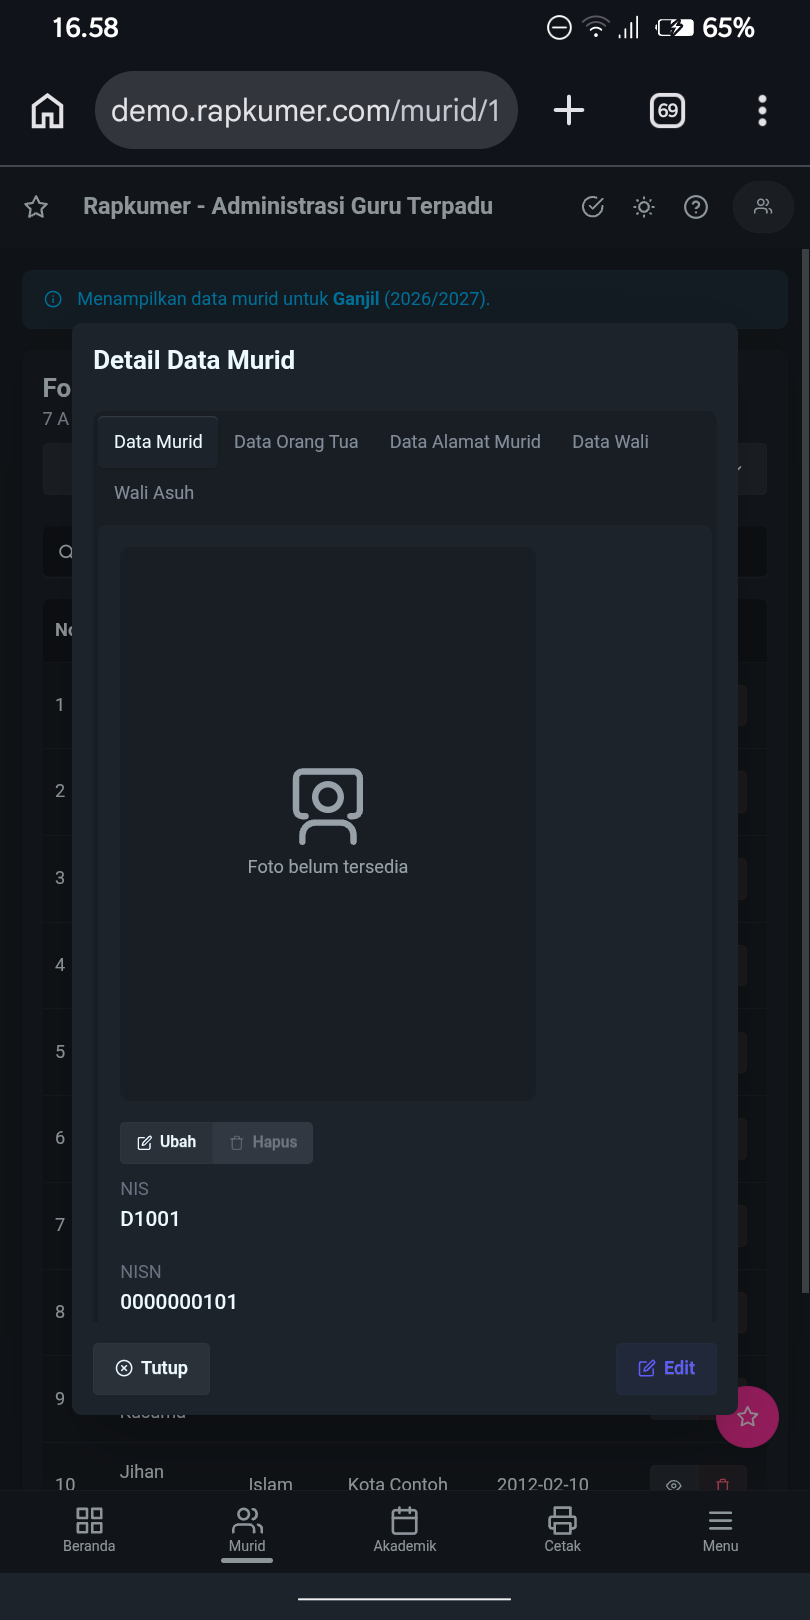 16.58
65%
demo.rapkumer.com/murid/1
69
Rapkumer - Administrasi Guru Terpadu
Menampilkan data murid untuk Ganjil (2026/2027).
Detail Data Murid
7 A
Data Murid
Data Orang Tua
Data Alamat Murid
Data Wali
Wali Asuh
1
2
3
4
5
6
7
8
9
Foto belum tersedia
Ubah
Hapus
NIS
D1001
NISN
0000000101
Tutup
Edit
10
Jihan
Islam
Kota Contoh
2012-02-10
Beranda
Murid
Akademik
Cetak
Menu